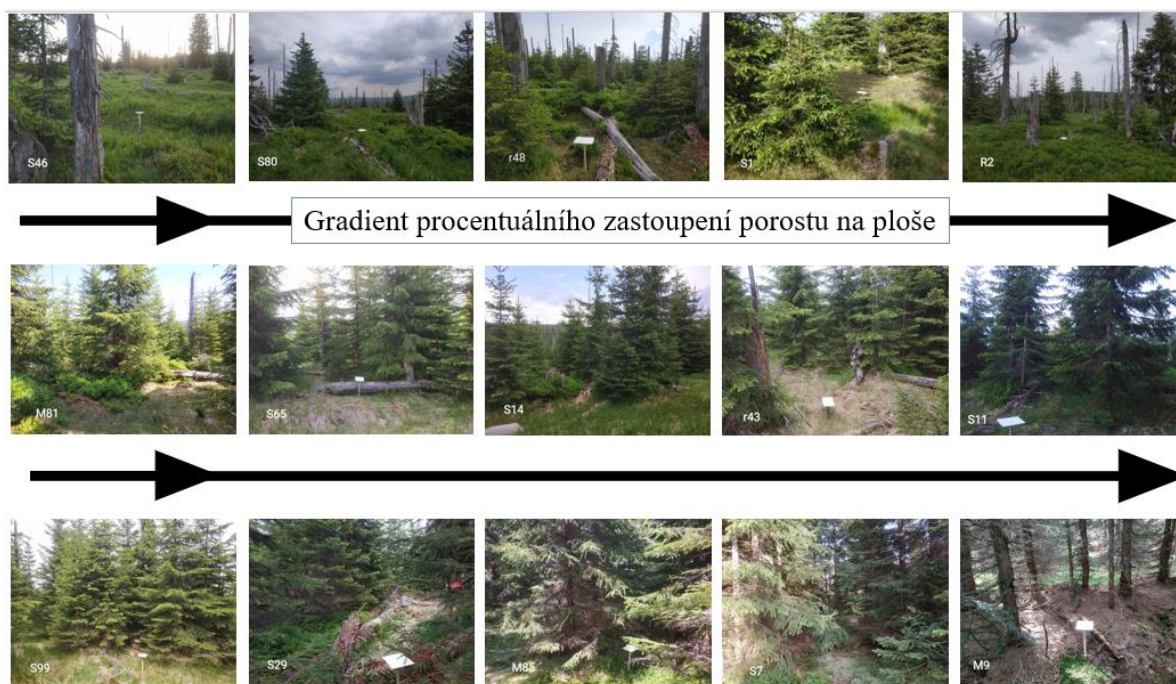 S46
S80
r48
S1
R2
Gradient procentuálního zastoupení porostu na ploše
M81
S65
S14
r43
S11
S99
S29
M85
S7
M9